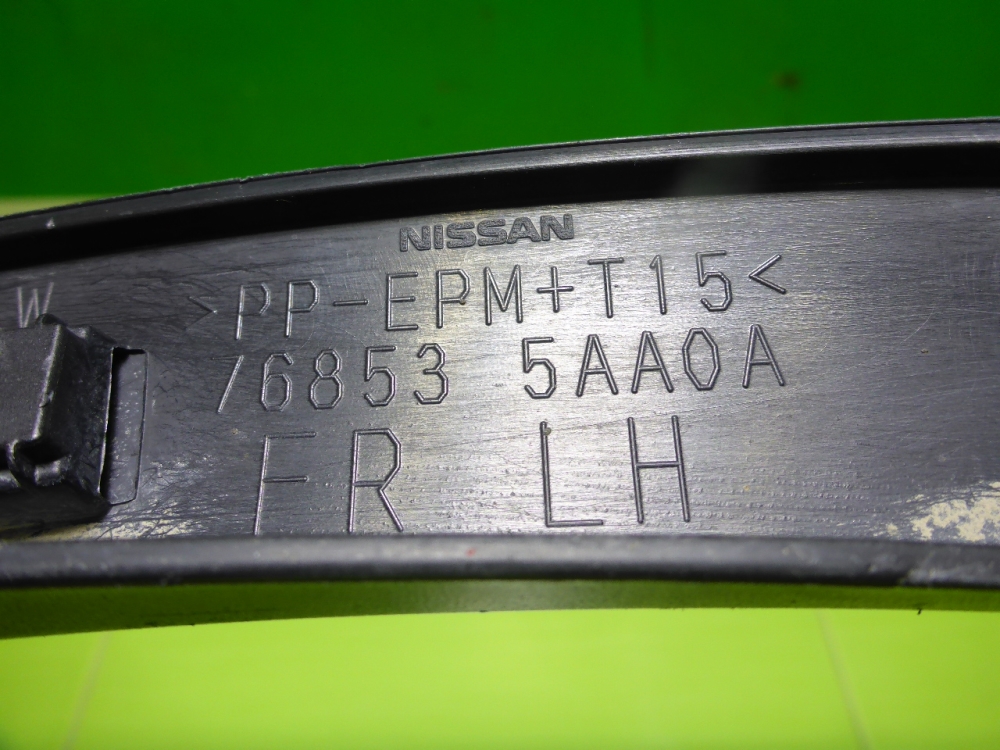 NISSAN
>PP-EPM+T15<
W
76853 5AA0A
FR LH